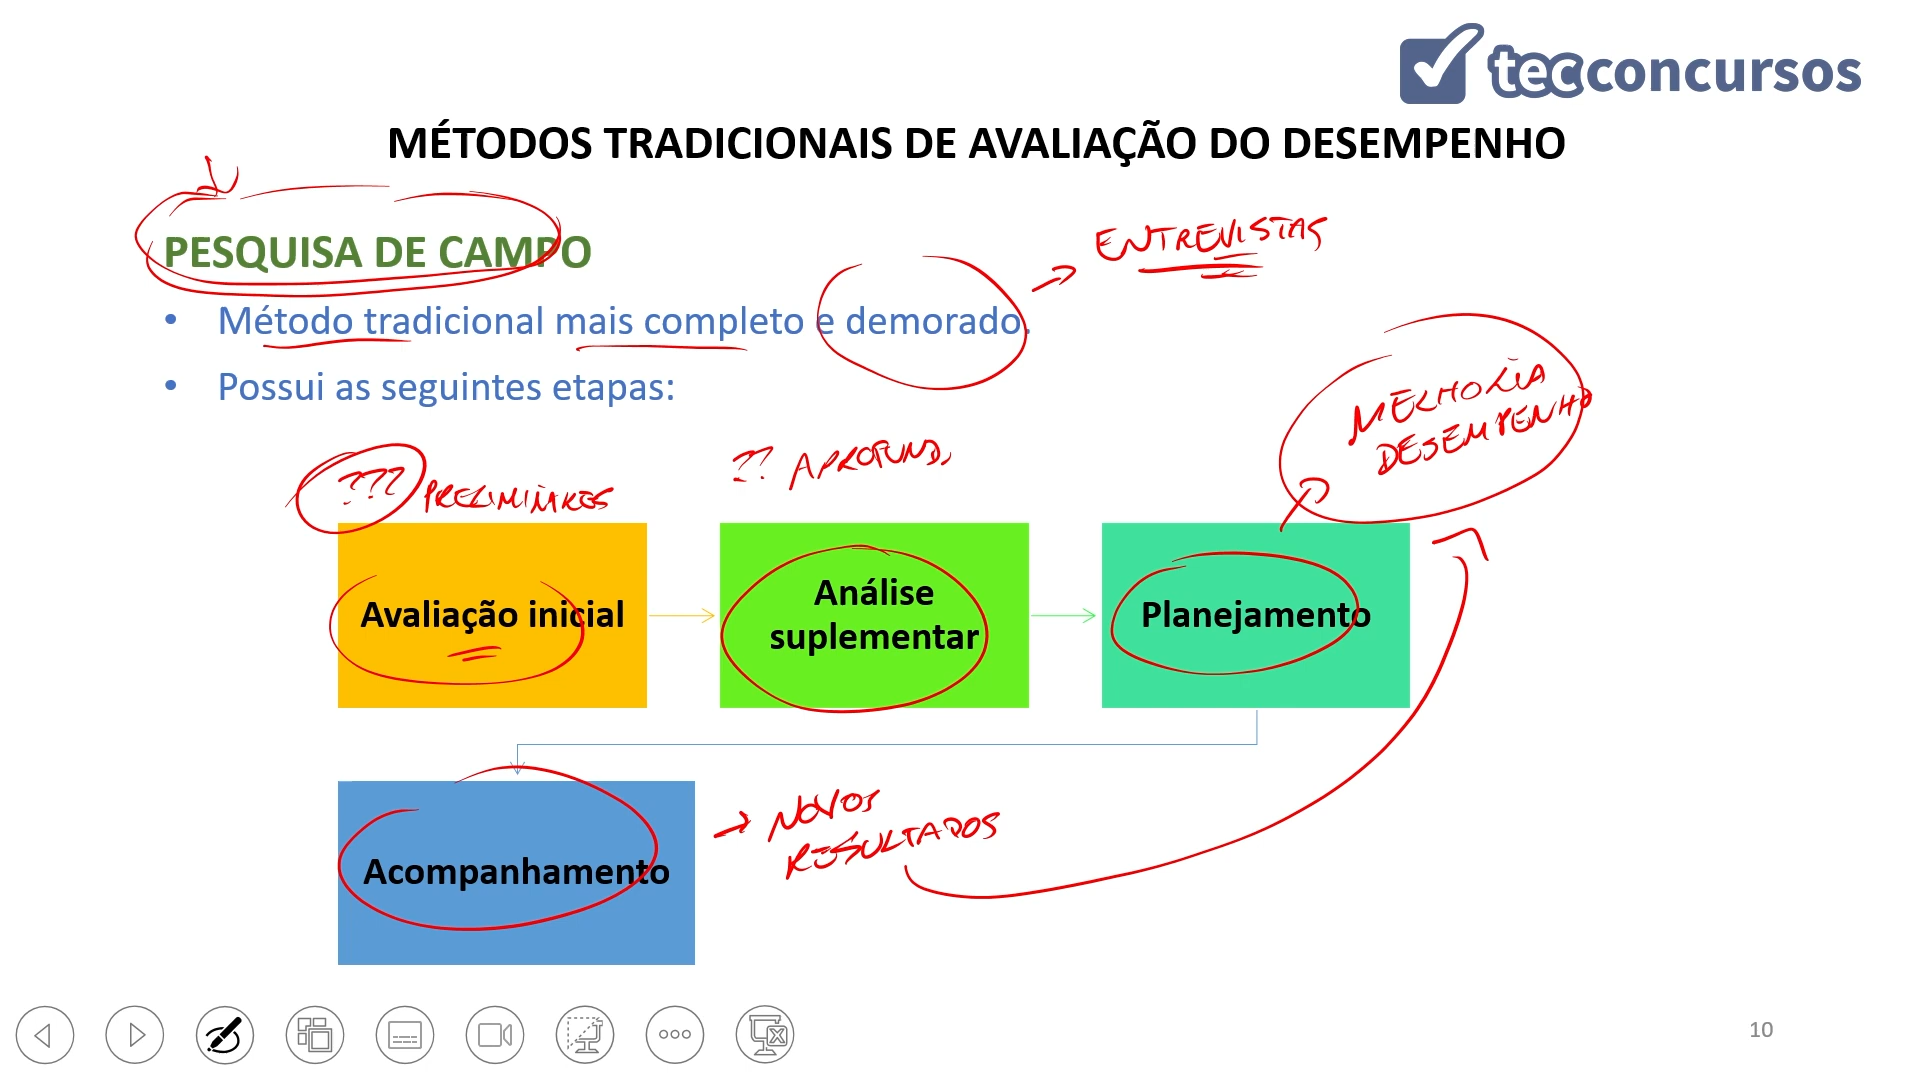 tecconcursos
MÉTODOS TRADICIONAIS DE AVALIAÇÃO DO DESEMPENHO
PESQUISA DE CAMPO
ENTREVISTAS
• Método tradicional mais completo e demorado.
• Possui as seguintes etapas:
MELHORIA
DESEMPENHO
??? PRELIMINARES
?? APROFUND.
Avaliação inicial
Análise
suplementar
Planejamento
Acompanhamento
→ NOVOS
RESULTADOS
10